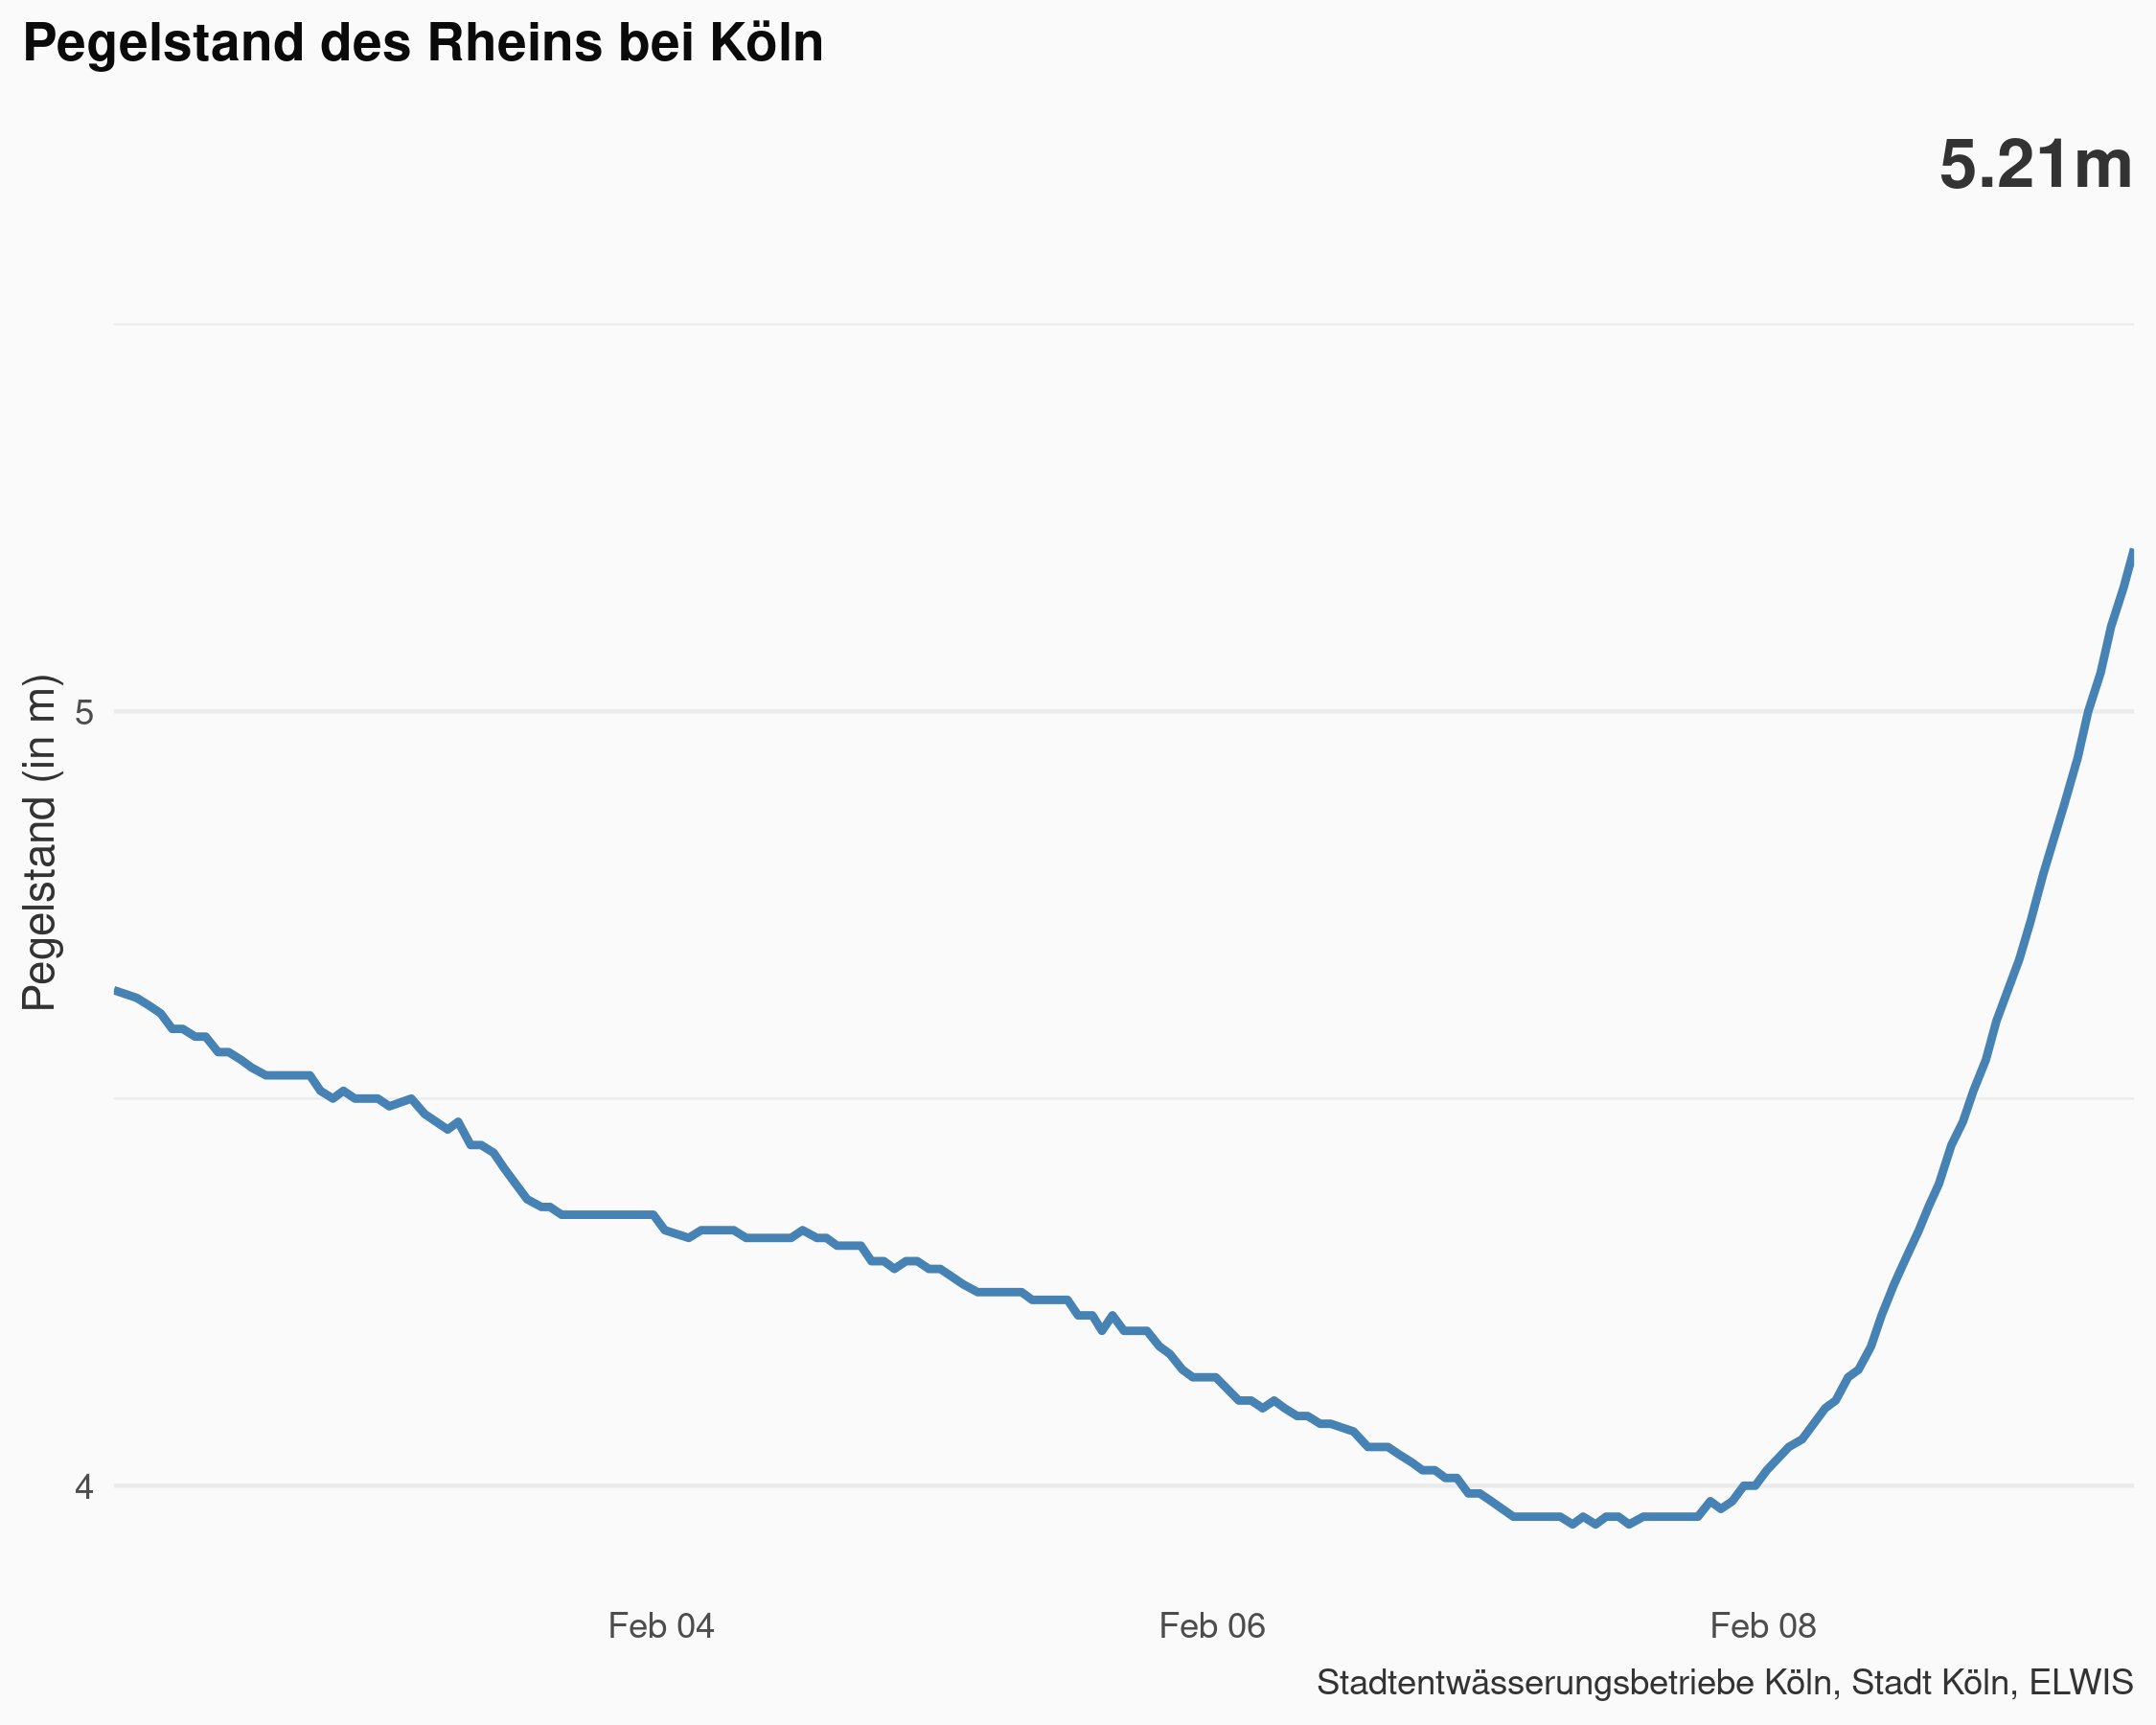 Pegelstand des Rheins bei Köln
5.21m
Pegelstand (in m)
5
4
Feb 04
Feb 06
Feb 08
Stadtentwässerungsbetriebe Köln, Stadt Köln, ELWIS